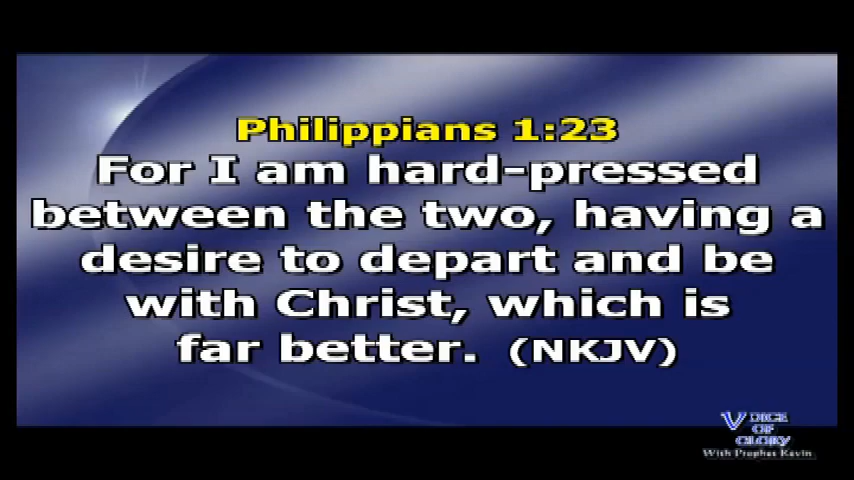 Philippians 1:23
For I am hard-pressed
between the two, having a
desire to depart and be
with Christ, which is
far better. (NKJV)
VOICE
OF
GLORY
With Prophet Kevin